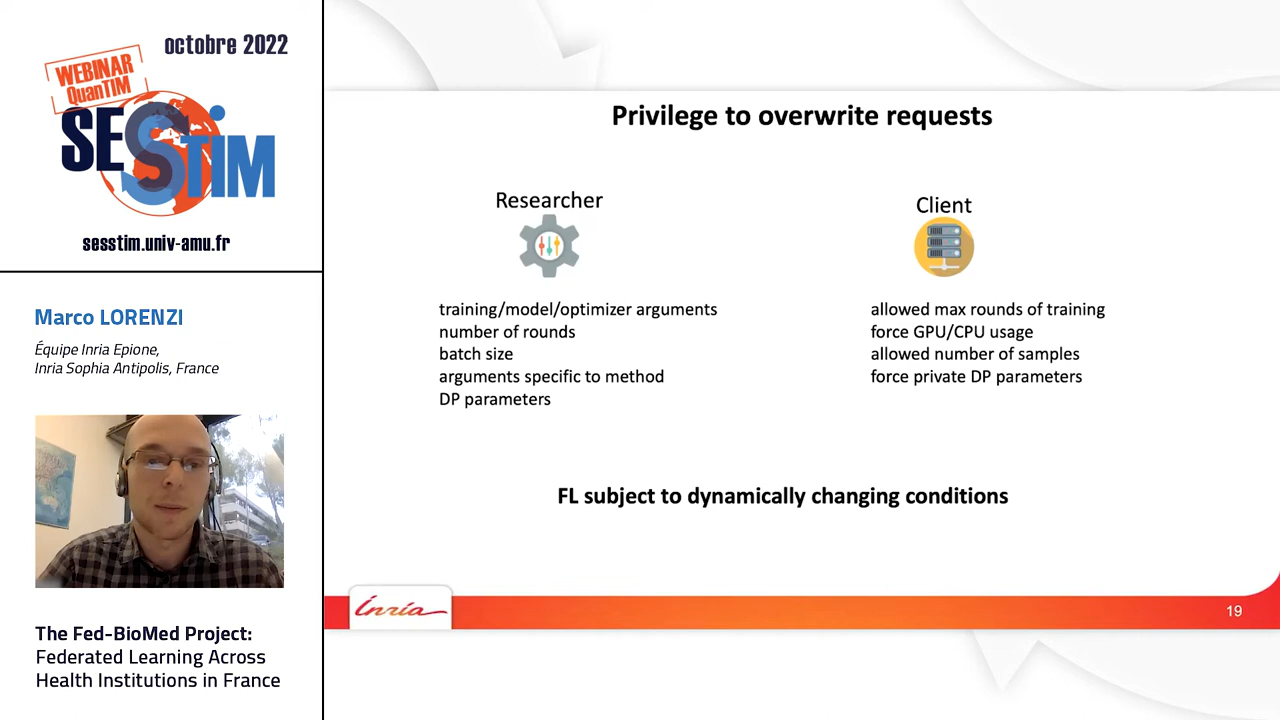 octobre 2022
WEBINAR
QuanTIM
SESSTIM
sesstim.univ-amu.fr
Marco LORENZI
Équipe Inria Epione,
Inria Sophia Antipolis, France
The Fed-BioMed Project:
Federated Learning Across
Health Institutions in France
Privilege to overwrite requests
Researcher
training/model/optimizer arguments
number of rounds
batch size
arguments specific to method
DP parameters
Client
allowed max rounds of training
force GPU/CPU usage
allowed number of samples
force private DP parameters
FL subject to dynamically changing conditions
Inria
19